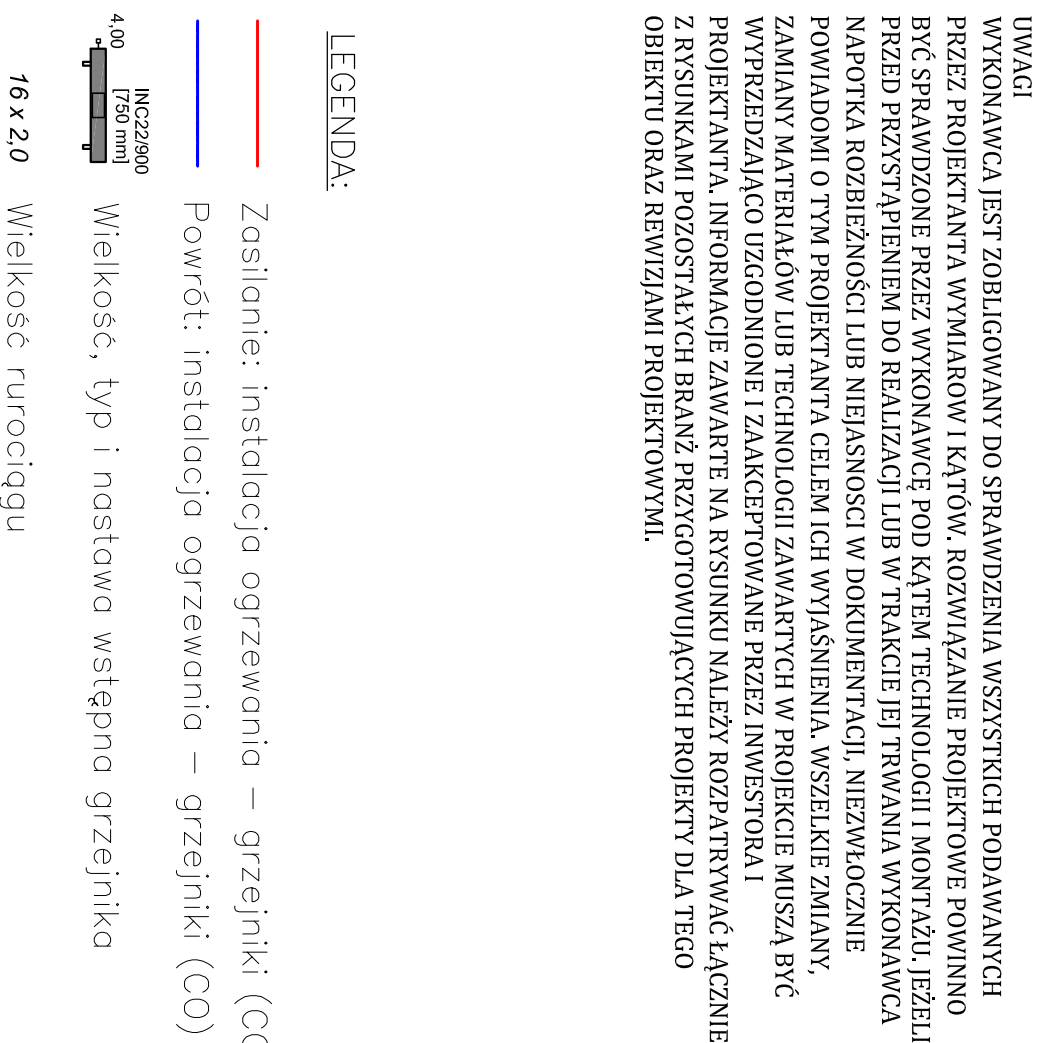 UWAGI
WYKONAWCA JEST ZOBLIGOWANY DO SPRAWDZENIA WSZYSTKICH PODAWANYCH
PRZEZ PROJEKTANTA WYMIAROW I KĄTÓW. ROZWIĄZANIE PROJEKTOWE POWINNO
BYĆ SPRAWDZONE PRZEZ WYKONAWCĘ POD KĄTEM TECHNOLOGII I MONTAŻU. JEŻELI
PRZED PRZYSTĄPIENIEM DO REALIZACJI LUB W TRAKCIE JEJ TRWANIA WYKONAWCA
NAPOTKA ROZBIEŻNOŚCI LUB NIEJASNOSCI W DOKUMENTACJI, NIEZWŁOCZNIE
POWIADOMI O TYM PROJEKTANTA CELEM ICH WYJAŚNIENIA. WSZELKIE ZMIANY,
ZAMIANY MATERIAŁÓW LUB TECHNOLOGII ZAWARTYCH W PROJEKCIE MUSZĄ BYĆ
WYPRZEDZAJĄCO UZGODNIONE I ZAAKCEPTOWANE PRZEZ INWESTORA I
PROJEKTANTA. INFORMACJE ZAWARTE NA RYSUNKU NALEŻY ROZPATRYWAĆ ŁĄCZNIE
Z RYSUNKAMI POZOSTAŁYCH BRANŻ PRZYGOTOWUJĄCYCH PROJEKTY DLA TEGO
OBIEKTU ORAZ REWIZJAMI PROJEKTOWYMI.
LEGENDA:
Zasilanie: instalacja ogrzewania – grzejniki (CO
Powrót: instalacja ogrzewania – grzejniki (CO)
INC22/900
[750 mm]
4,00
Wielkość, typ i nastawa wstępna grzejnika
16 x 2,0 Wielkość rurociągu